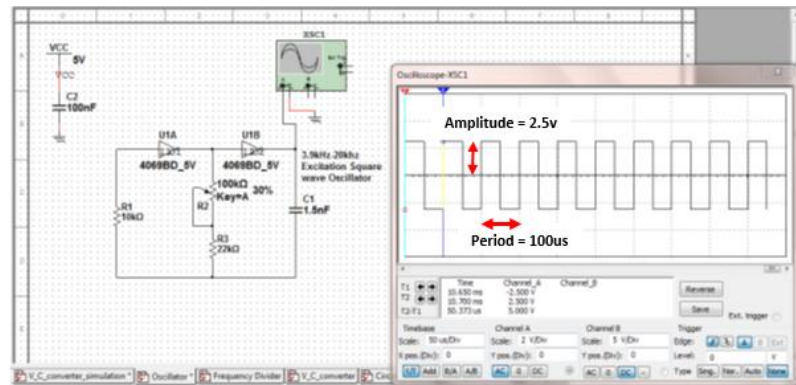 VCC
5V
C2
100nF
XSC1
U1A
U1B
4069BD_5V
4069BD_5V
3.9kHz-20khz
Excitation Square
wave Oscillator
100kΩ
Key=A
30%
R2
R1
10kΩ
C1
1.5nF
R3
22kΩ
Oscilloscope-XSC1
Amplitude = 2.5v
Period = 100us
Time Channel_A Channel_B
T1 10.650 ms -2.500 V
T2 10.700 ms 2.500 V
T2-T1 50.373 us 5.000 V
Reverse
Save
Ext. trigger
Timebase Channel A Channel B Trigger
Scale: 50 us/Div Scale: 2 V/Div Scale: 5 V/Div Edge: Ext
X pos.(Div): 0 Y pos.(Div): 0 Y pos.(Div): 0 Level: 0 V
Y/T Add B/A A/B AC 0 DC AC 0 DC - Type Sing. Nor. Auto None
V_C_converter_simulation Oscillator * Frequency Divider V_C_converter Circ